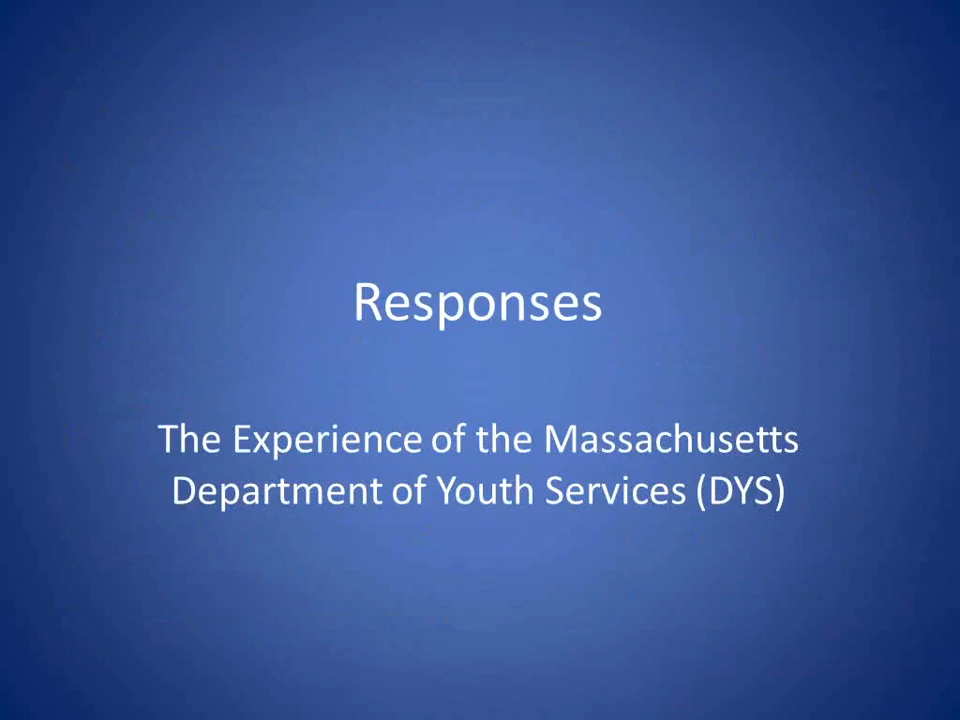 Responses
The Experience of the Massachusetts
Department of Youth Services (DYS)